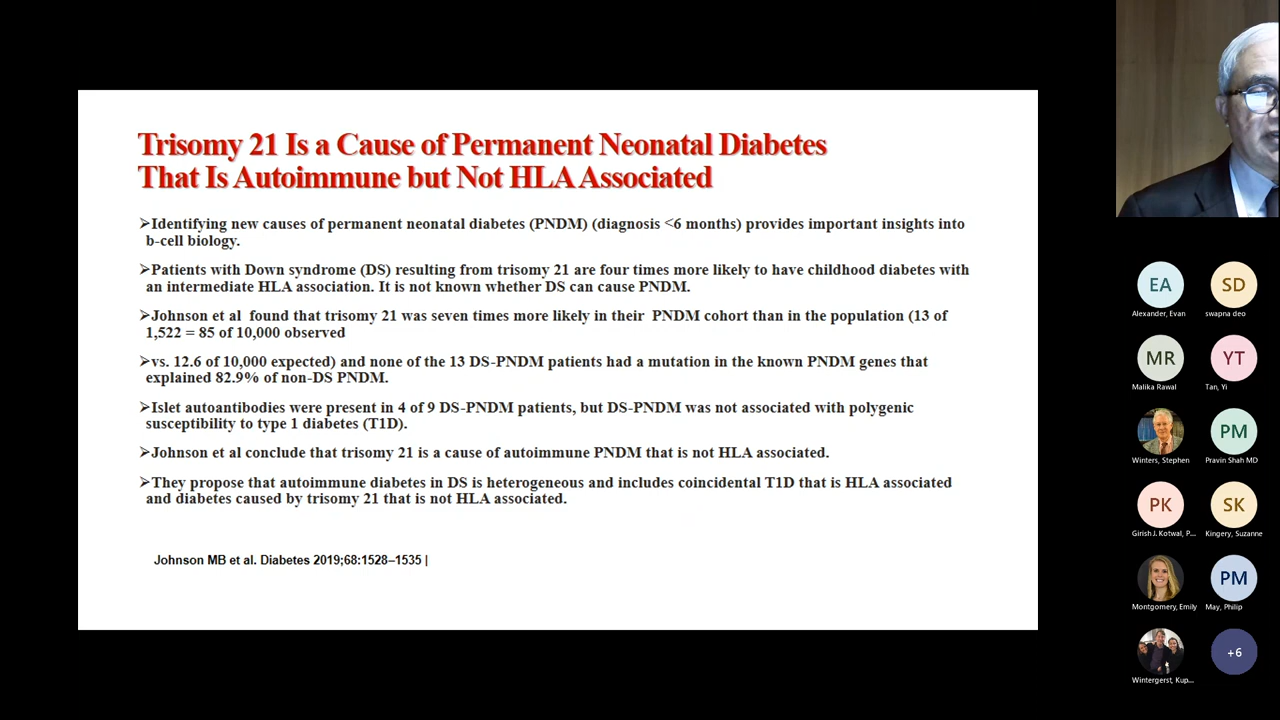 Trisomy 21 Is a Cause of Permanent Neonatal Diabetes
That Is Autoimmune but Not HLA Associated
➢Identifying new causes of permanent neonatal diabetes (PNDM) (diagnosis <6 months) provides important insights into
b-cell biology.
➢Patients with Down syndrome (DS) resulting from trisomy 21 are four times more likely to have childhood diabetes with
an intermediate HLA association. It is not known whether DS can cause PNDM.
➢Johnson et al found that trisomy 21 was seven times more likely in their PNDM cohort than in the population (13 of
1,522 = 85 of 10,000 observed
➢vs. 12.6 of 10,000 expected) and none of the 13 DS-PNDM patients had a mutation in the known PNDM genes that
explained 82.9% of non-DS PNDM.
➢Islet autoantibodies were present in 4 of 9 DS-PNDM patients, but DS-PNDM was not associated with polygenic
susceptibility to type 1 diabetes (T1D).
➢Johnson et al conclude that trisomy 21 is a cause of autoimmune PNDM that is not HLA associated.
➢They propose that autoimmune diabetes in DS is heterogeneous and includes coincidental T1D that is HLA associated
and diabetes caused by trisomy 21 that is not HLA associated.
Johnson MB et al. Diabetes 2019;68:1528–1535 |
EA SD
Alexander, Evan swapna deo
MR YT
Malika Rawal Tan, Yi
PM
Winters, Stephen Pravin Shah MD
PK SK
Girish J. Kotwal, P... Kingery, Suzanne
PM
Montgomery, Emily May, Philip
+6
Wintergerst, Kup...